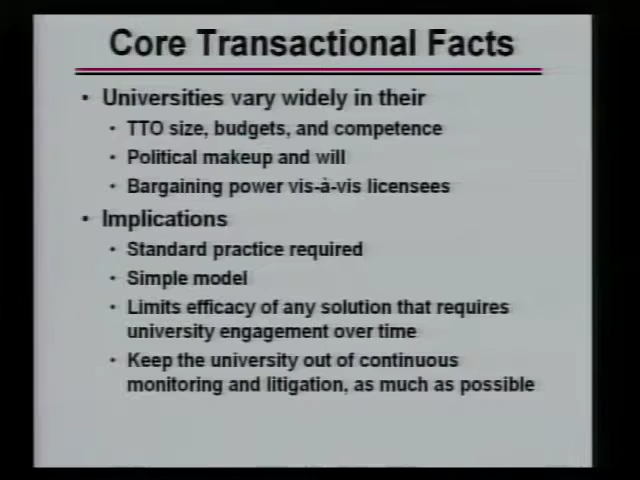 Core Transactional Facts
• Universities vary widely in their
• TTO size, budgets, and competence
• Political makeup and will
• Bargaining power vis-à-vis licensees
• Implications
• Standard practice required
• Simple model
• Limits efficacy of any solution that requires
university engagement over time
• Keep the university out of continuous
monitoring and litigation, as much as possible